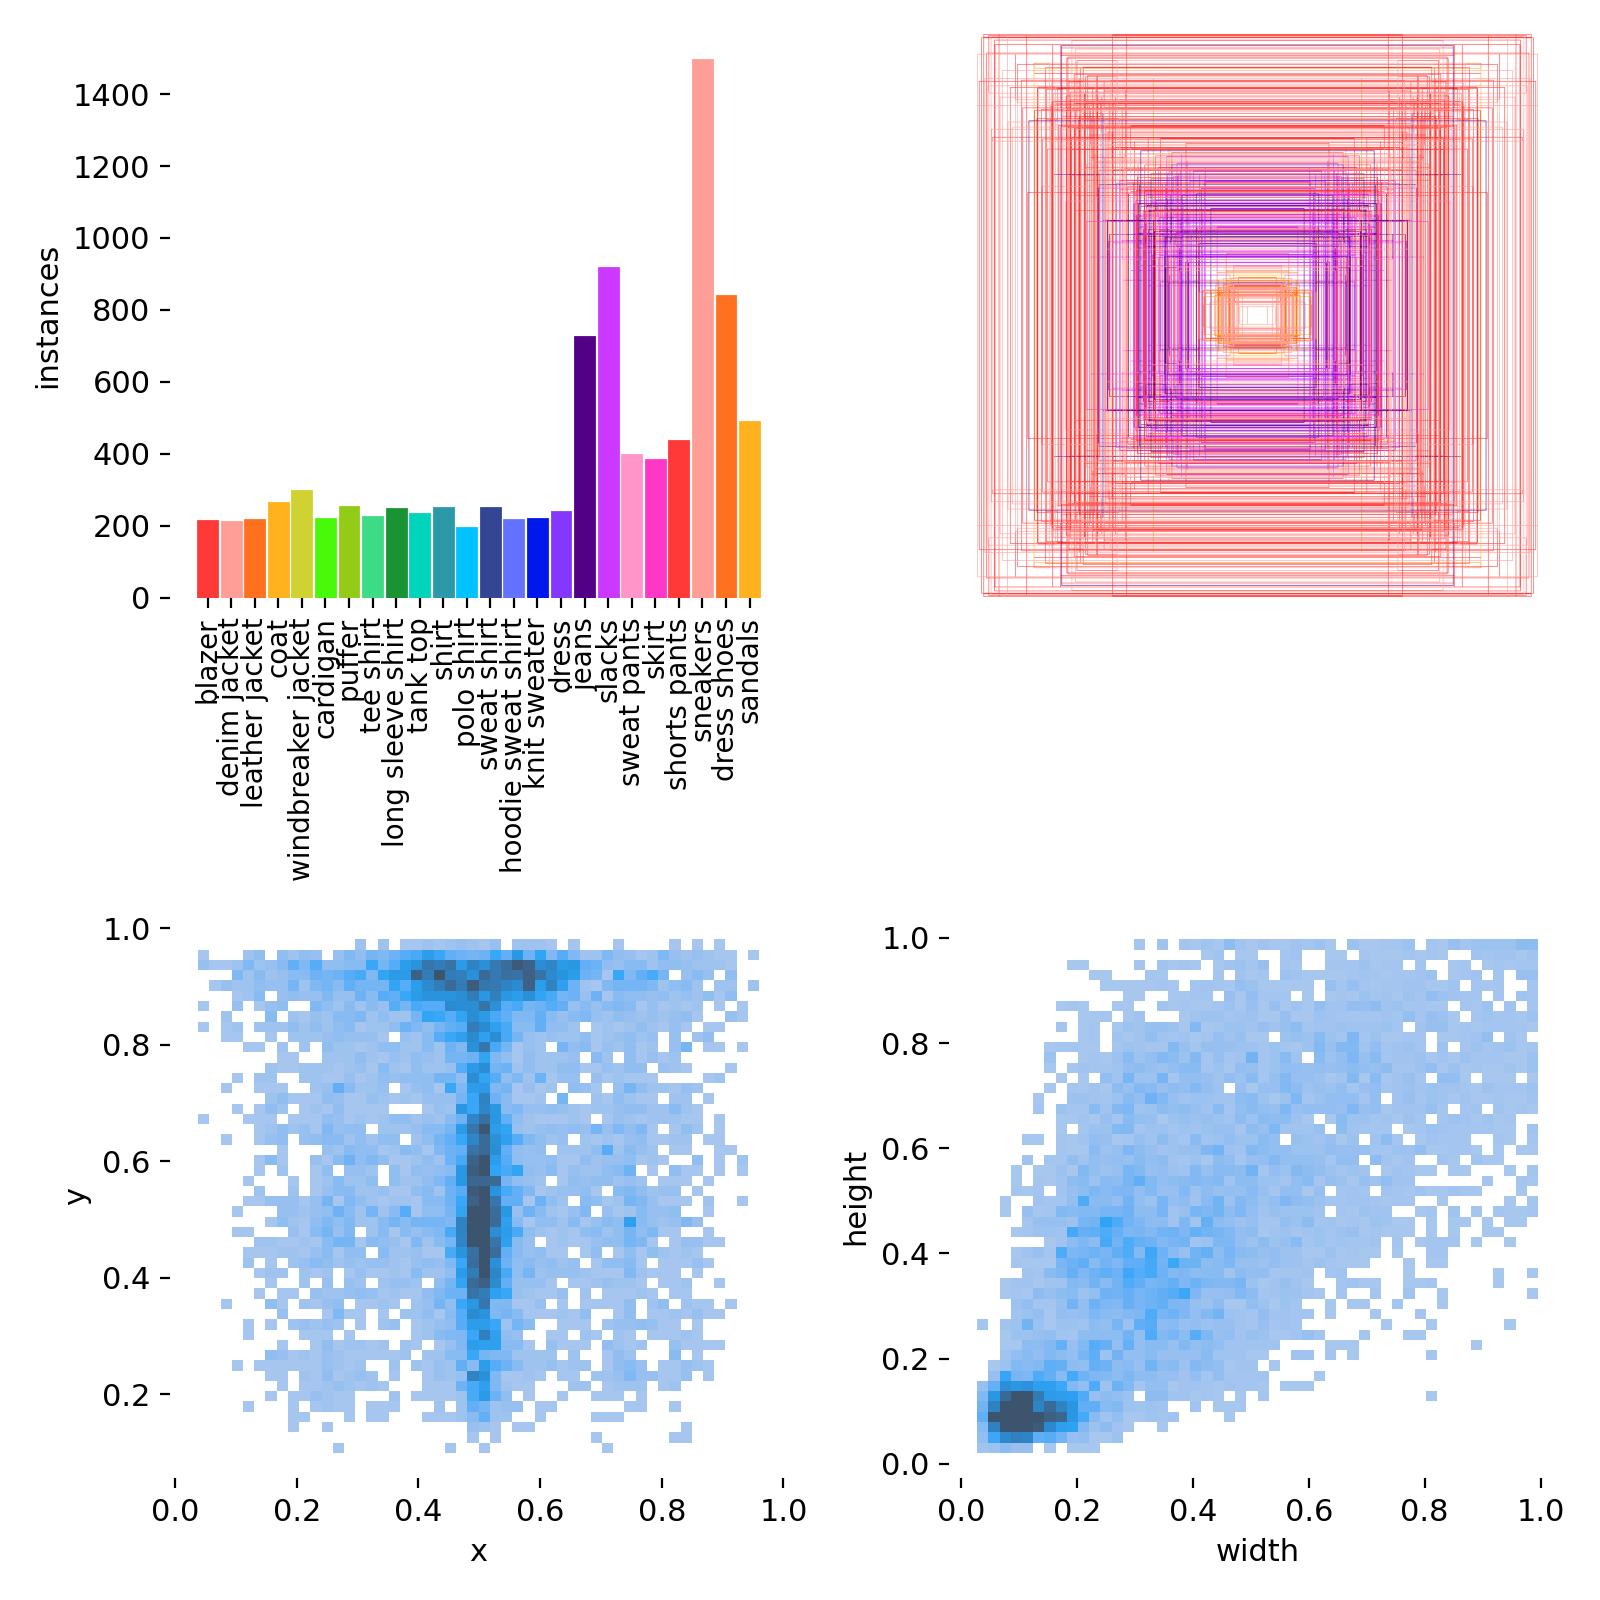 1400
1200
1000
800
600
400
200
0
instances
blazer
denim jacket
leather jacket
coat
windbreaker jacket
cardigan
puffer
tee shirt
long sleeve shirt
tank top
shirt
polo shirt
sweat shirt
hoodie sweat shirt
knit sweater
dress
jeans
slacks
sweat pants
skirt
shorts pants
sneakers
dress shoes
sandals
1.0
0.8
0.6
0.4
0.2
y
0.0 0.2 0.4 0.6 0.8 1.0
x
1.0
0.8
0.6
0.4
0.2
0.0
height
0.0 0.2 0.4 0.6 0.8 1.0
width